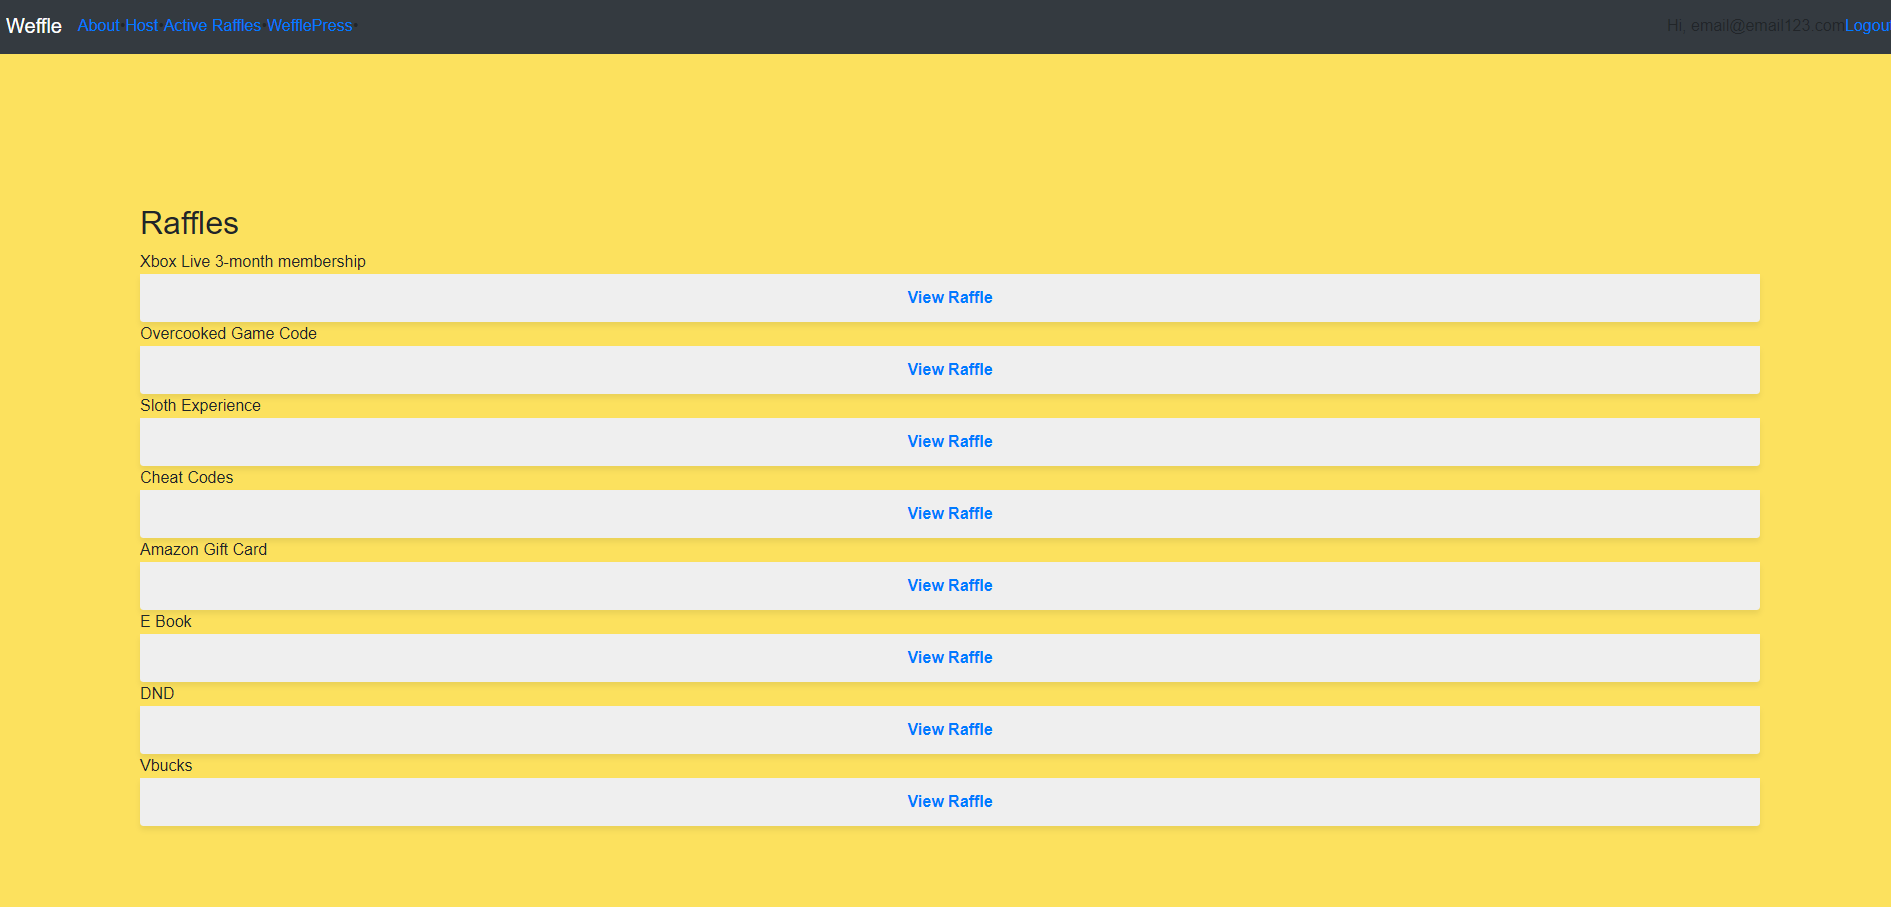 Weffle About Host Active Raffles WefflePress Hi, email@email123.com Logout
Raffles
Xbox Live 3-month membership
View Raffle
Overcooked Game Code
View Raffle
Sloth Experience
View Raffle
Cheat Codes
View Raffle
Amazon Gift Card
View Raffle
E Book
View Raffle
DND
View Raffle
Vbucks
View Raffle